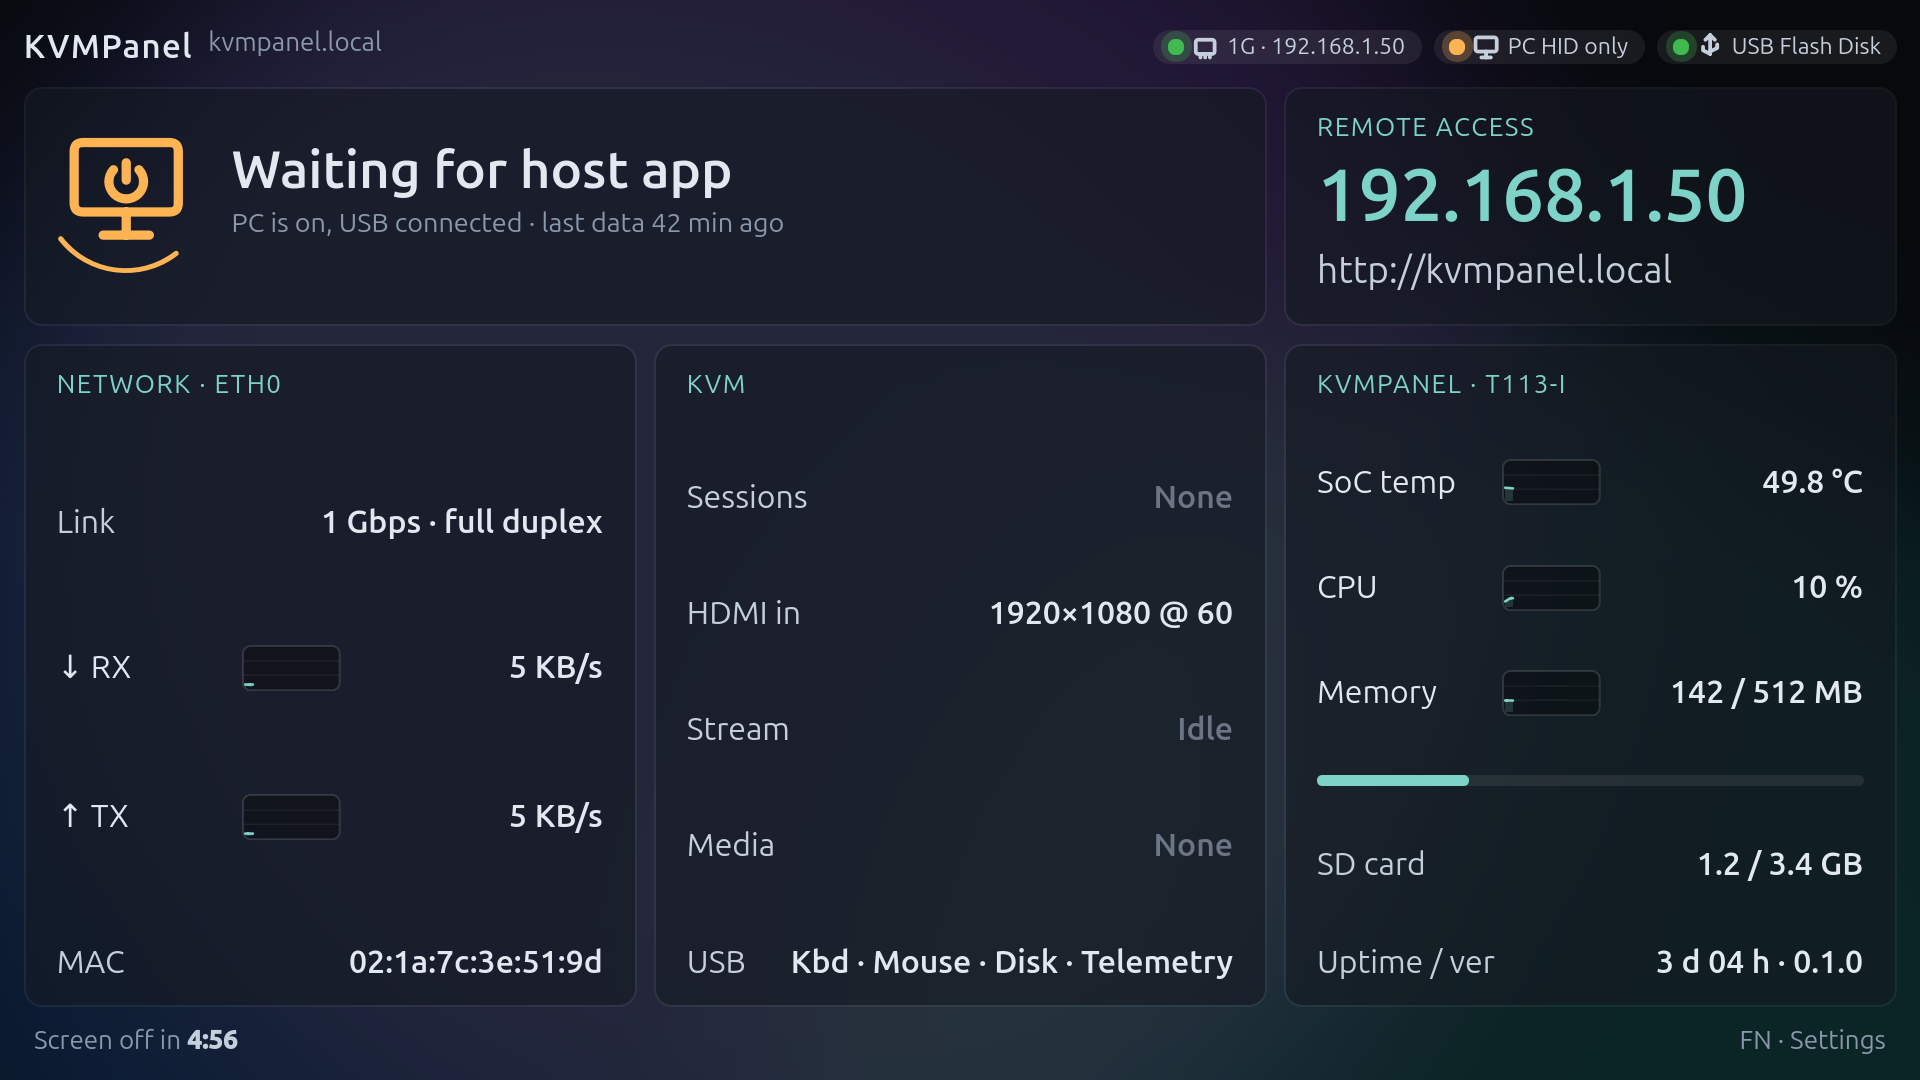 KVMPanel kvmpanel.local
1G · 192.168.1.50
PC HID only
USB Flash Disk
Waiting for host app
PC is on, USB connected · last data 42 min ago
REMOTE ACCESS
192.168.1.50
http://kvmpanel.local
NETWORK · ETH0
Link 1 Gbps · full duplex
↓ RX 5 KB/s
↑ TX 5 KB/s
MAC 02:1a:7c:3e:51:9d
KVM
Sessions None
HDMI in 1920×1080 @ 60
Stream Idle
Media None
USB Kbd · Mouse · Disk · Telemetry
KVMPANEL · T113-I
SoC temp 49.8 °C
CPU 10 %
Memory 142 / 512 MB
SD card 1.2 / 3.4 GB
Uptime / ver 3 d 04 h · 0.1.0
Screen off in 4:56
FN · Settings